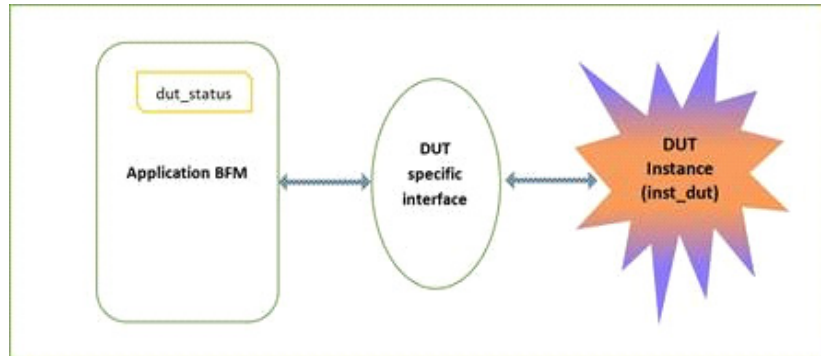 dut_status
Application BFM
DUT
specific
interface
DUT
Instance
(inst_dut)